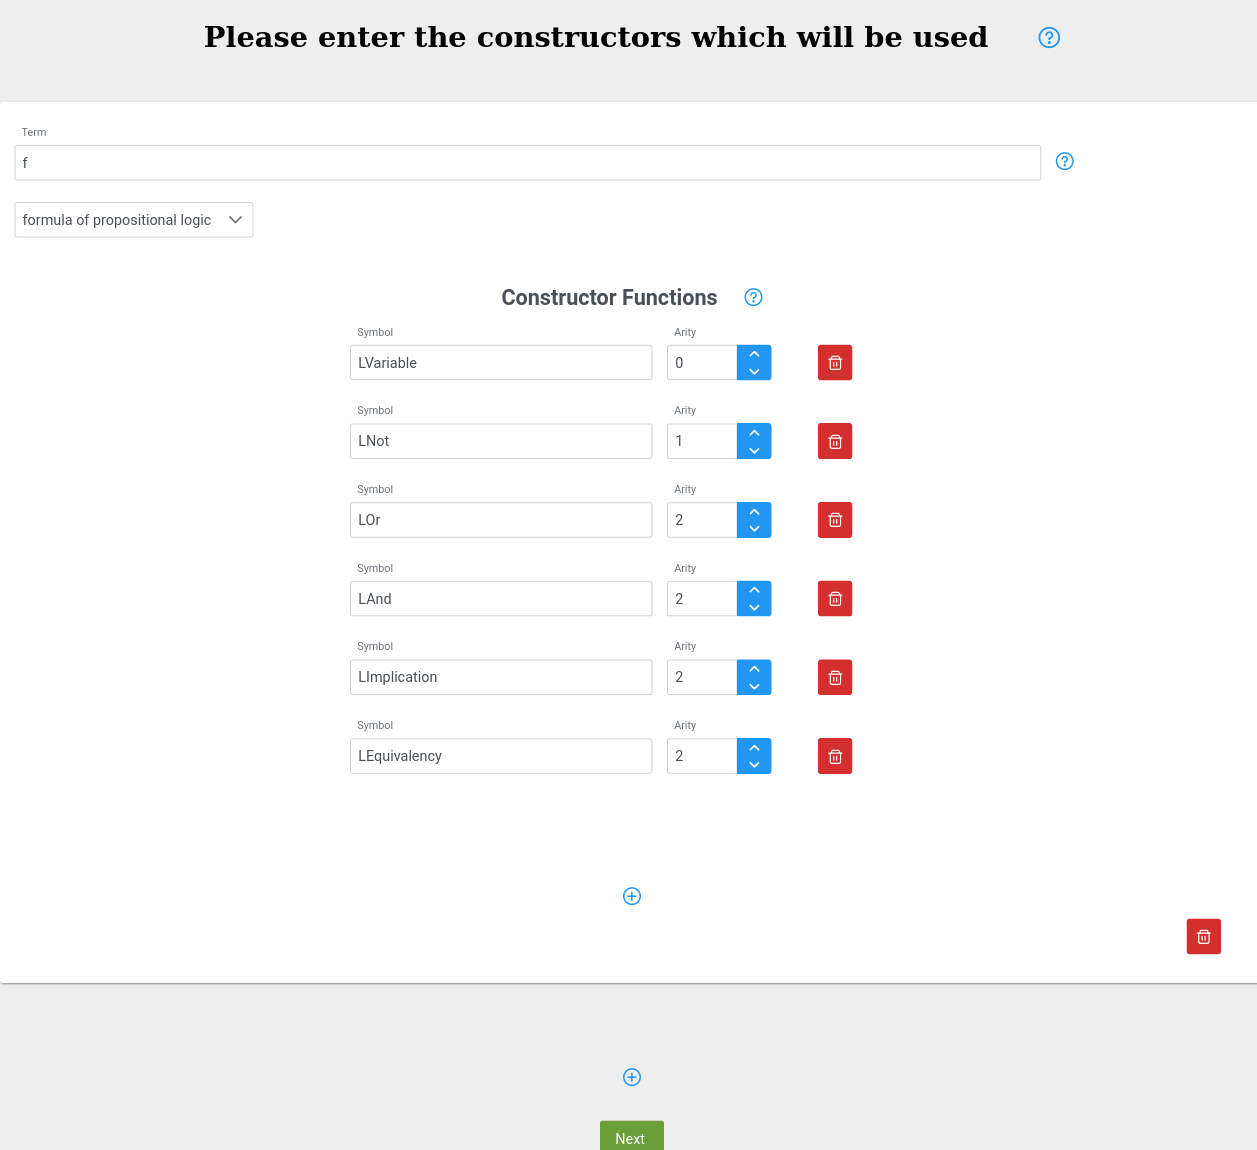 Please enter the constructors which will be used
Term
f
formula of propositional logic
Constructor Functions
Symbol Arity
LVariable 0
Symbol Arity
LNot 1
Symbol Arity
LOr 2
Symbol Arity
LAnd 2
Symbol Arity
LImplication 2
Symbol Arity
LEquivalency 2
Next